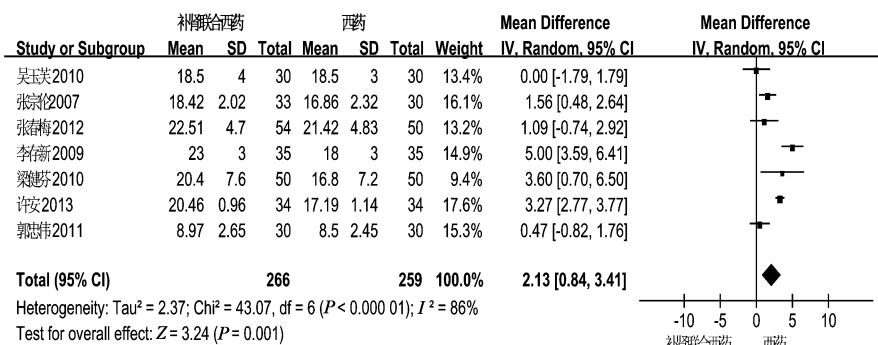 补肾联合西药 西药 Mean Difference Mean Difference
Study or Subgroup Mean SD Total Mean SD Total Weight IV, Random, 95% CI IV, Random, 95% CI
吴玉芙2010 18.5 4 30 18.5 3 30 13.4% 0.00 [-1.79, 1.79]
张宗伦2007 18.42 2.02 33 16.86 2.32 30 16.1% 1.56 [0.48, 2.64]
张春梅2012 22.51 4.7 54 21.42 4.83 50 13.2% 1.09 [-0.74, 2.92]
李存新2009 23 3 35 18 3 35 14.9% 5.00 [3.59, 6.41]
梁健芬2010 20.4 7.6 50 16.8 7.2 50 9.4% 3.60 [0.70, 6.50]
许安2013 20.46 0.96 34 17.19 1.14 34 17.6% 3.27 [2.77, 3.77]
郭志伟2011 8.97 2.65 30 8.5 2.45 30 15.3% 0.47 [-0.82, 1.76]
Total (95% CI) 266 259 100.0% 2.13 [0.84, 3.41]
Heterogeneity: Tau² = 2.37; Chi² = 43.07, df = 6 (P < 0.000 01); I² = 86%
Test for overall effect: Z = 3.24 (P = 0.001)
-10 -5 0 5 10
西药